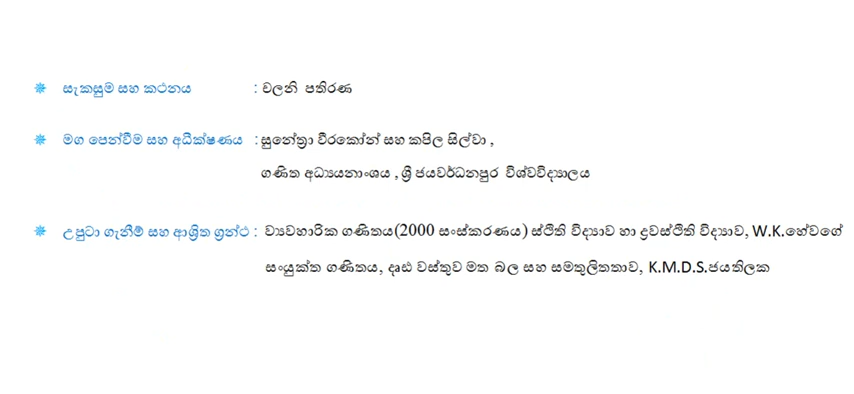 සැකසුම සහ කථනය : චලනි පතිරණ
මග පෙන්වීම සහ අධීක්ෂණය : සුනේත්‍රා වීරකෝන් සහ කපිල සිල්වා ,
ගණිත අධ්‍යයනාංශය , ශ්‍රී ජයවර්ධනපුර විශ්වවිද්‍යාලය
උපුටා ගැනීම් සහ ආශ්‍රිත ග්‍රන්ථ : ව්‍යවහාරික ගණිතය(2000 සංස්කරණය) ස්ථිති විද්‍යාව හා ද්‍රවස්ථිති විද්‍යාව, W.K.හේවගේ
සංයුක්ත ගණිතය, දෘඪ වස්තුව මත බල සහ සමතුලිතතාව, K.M.D.S.ජයතිලක